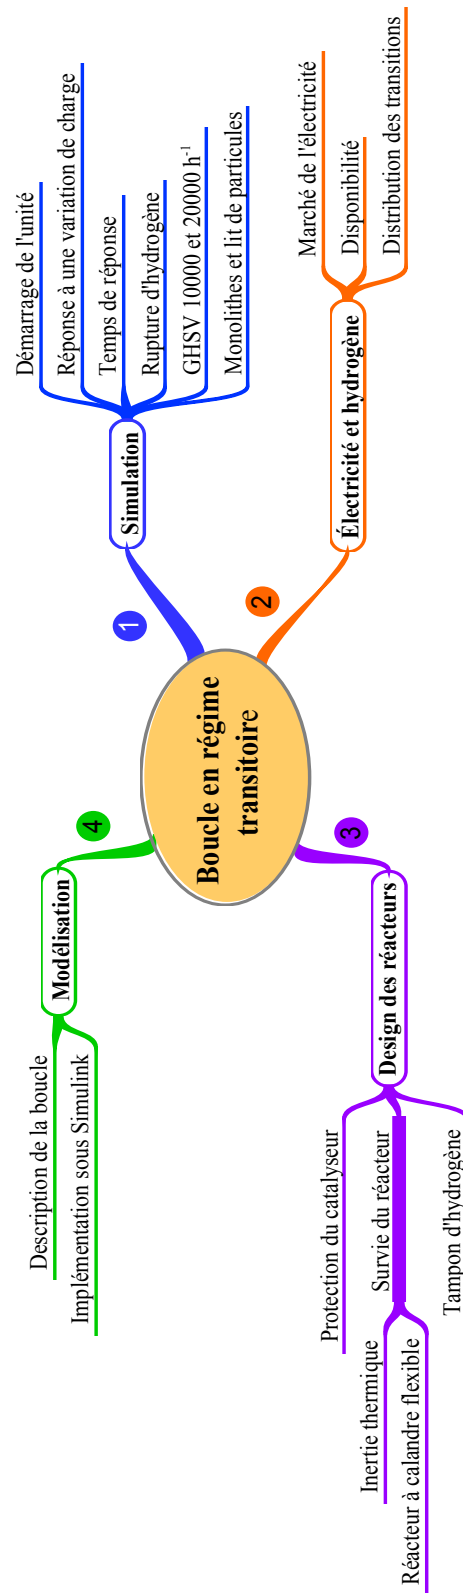 Boucle en régime
transitoire
1
Simulation
Démarrage de l'unité
Réponse à une variation de charge
Temps de réponse
Rupture d'hydrogène
GHSV 10000 et 20000 h⁻¹
Monolithes et lit de particules
2
Électricité et hydrogène
Marché de l'électricité
Disponibilité
Distribution des transitions
3
Design des réacteurs
Protection du catalyseur
Survie du réacteur
Inertie thermique
Réacteur à calandre flexible
Tampon d'hydrogène
4
Modélisation
Description de la boucle
Implémentation sous Simulink